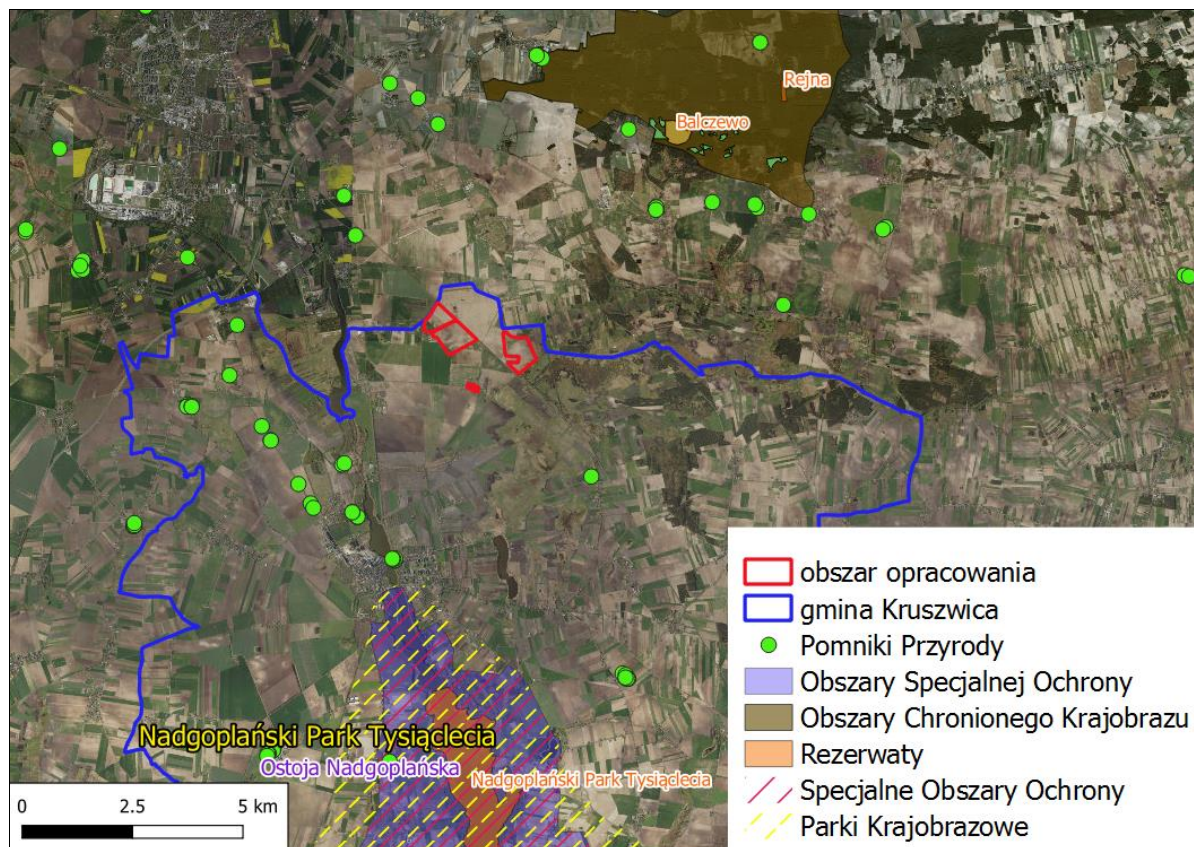 Rejna
Balczewo
obszar opracowania
gmina Kruszwica
Pomniki Przyrody
Obszary Specjalnej Ochrony
Obszary Chronionego Krajobrazu
Rezerwaty
Specjalne Obszary Ochrony
Parki Krajobrazowe
Nadgoplański Park Tysiąclecia
Ostoja Nadgoplańska
Nadgoplański Park Tysiąclecia
0 2.5 5 km